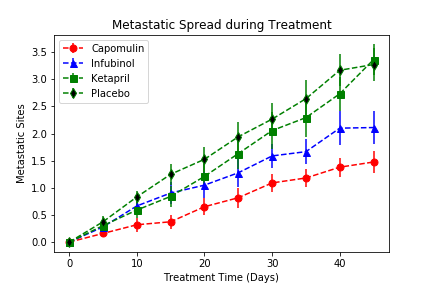 Metastatic Spread during Treatment
Capomulin
Infubinol
Ketapril
Placebo
Metastatic Sites
3.5
3.0
2.5
2.0
1.5
1.0
0.5
0.0
0 10 20 30 40
Treatment Time (Days)